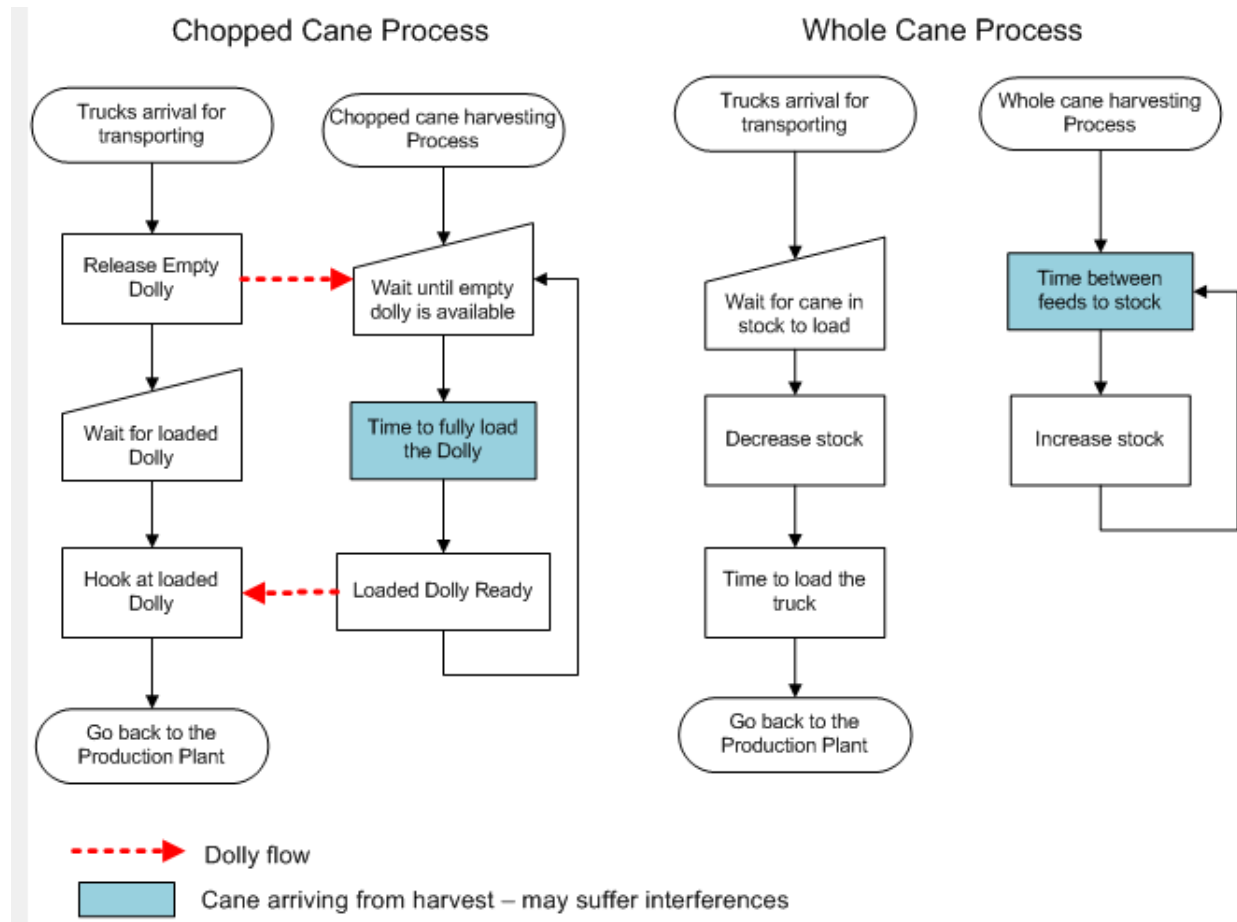 Chopped Cane Process
Whole Cane Process
Trucks arrival for
transporting
Chopped cane harvesting
Process
Release Empty
Dolly
Wait until empty
dolly is available
Wait for loaded
Dolly
Time to fully load
the Dolly
Hook at loaded
Dolly
Loaded Dolly Ready
Go back to the
Production Plant
Trucks arrival for
transporting
Whole cane harvesting
Process
Wait for cane in
stock to load
Time between
feeds to stock
Decrease stock
Increase stock
Time to load the
truck
Go back to the
Production Plant
Dolly flow
Cane arriving from harvest – may suffer interferences